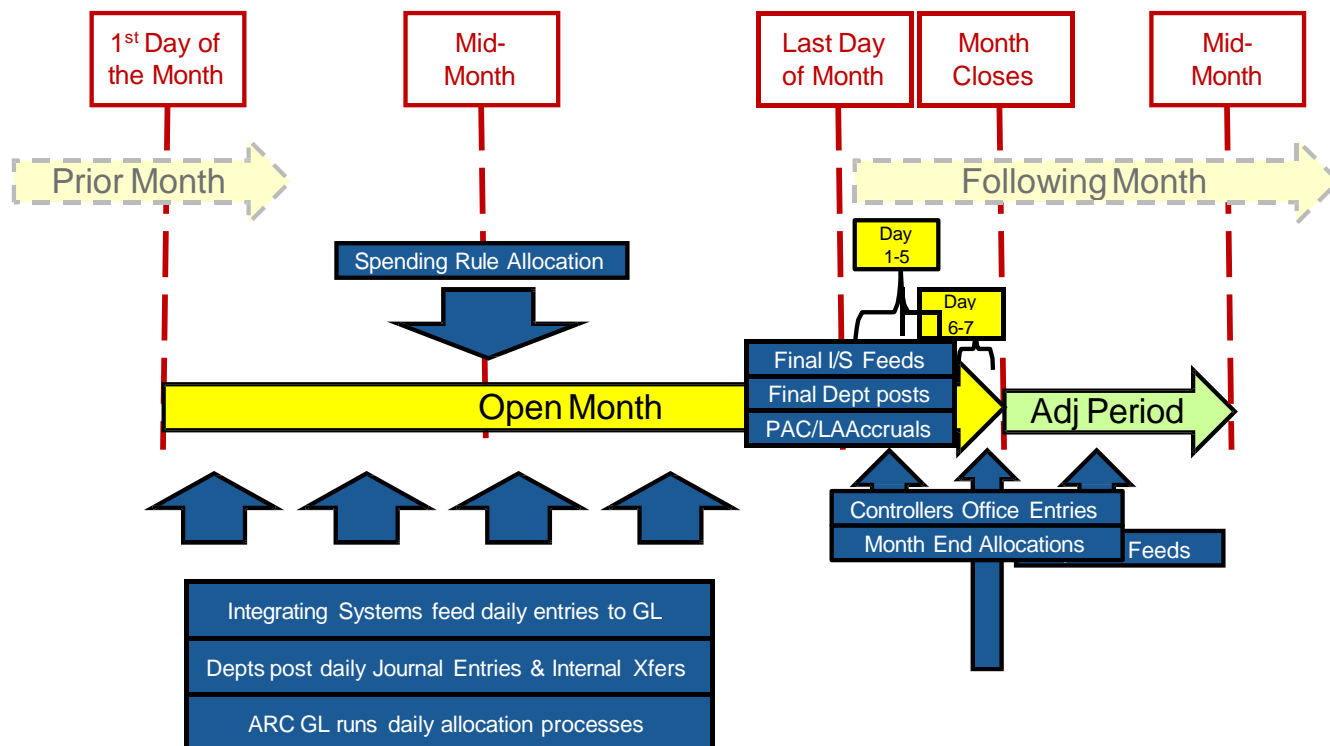 1st Day of
the Month
Mid-
Month
Last Day
of Month
Month
Closes
Mid-
Month
Prior Month
Following Month
Day
1-5
Spending Rule Allocation
Day
6-7
Final I/S Feeds
Final Dept posts
PAC/LAAccruals
Open Month
Adj Period
Controllers Office Entries
Month End Allocations
Feeds
Integrating Systems feed daily entries to GL
Depts post daily Journal Entries & Internal Xfers
ARC GL runs daily allocation processes